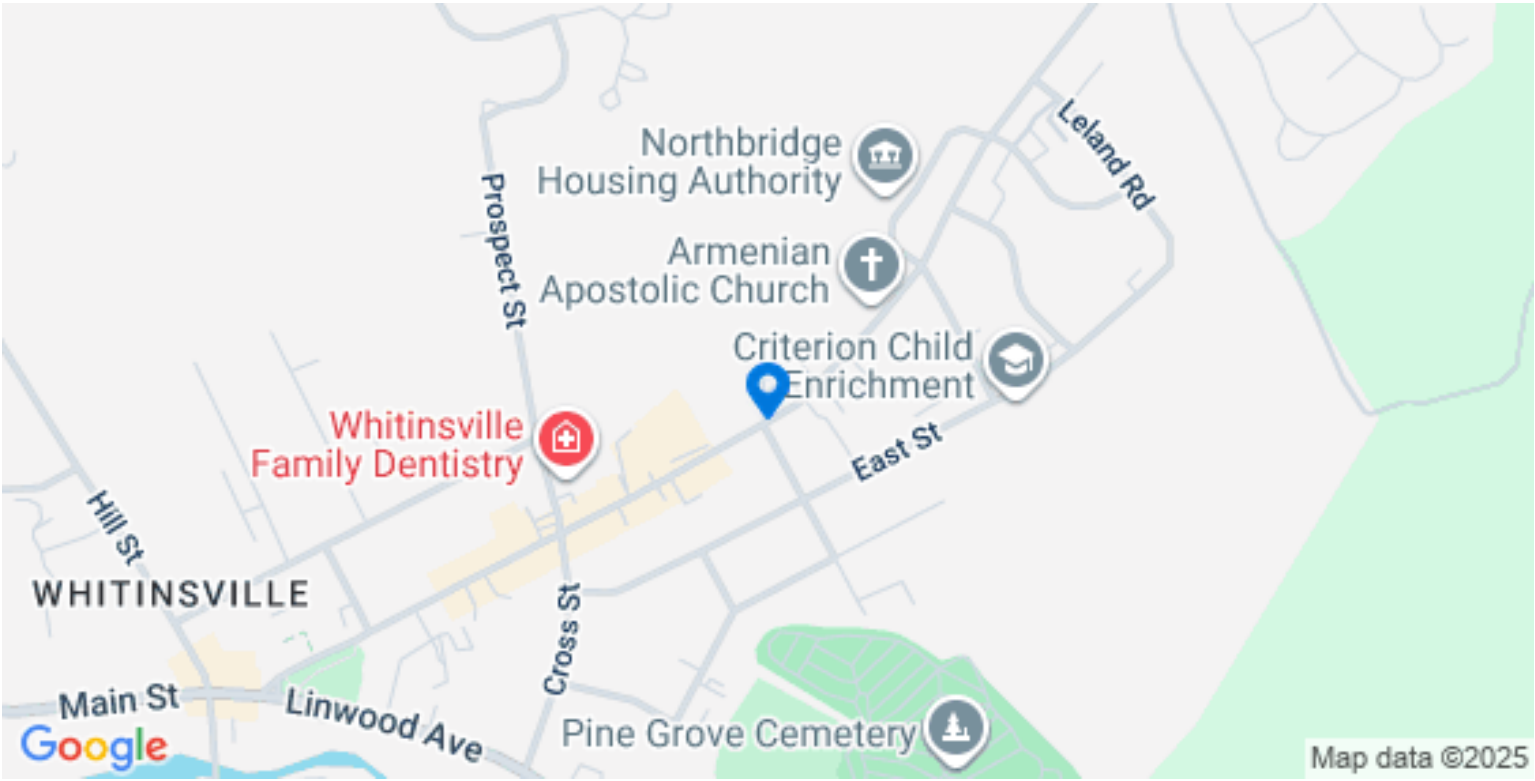 Northbridge
Housing Authority
Leland Rd
Prospect St
Armenian
Apostolic Church
Criterion Child
Enrichment
Whitinsville
Family Dentistry
East St
Hill St
WHITINSVILLE
Cross St
Main St
Linwood Ave
Pine Grove Cemetery
Google
Map data ©2025